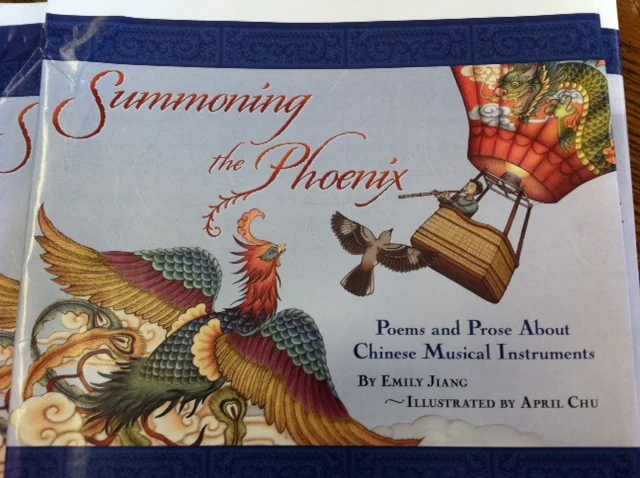 Summoning
the Phoenix
Poems and Prose About
Chinese Musical Instruments
By Emily Jiang
~Illustrated by April Chu
S